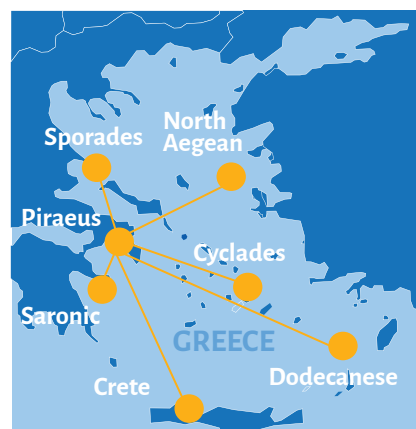 North
Aegean
Sporades
Piraeus
Cyclades
Saronic
GREECE
Dodecanese
Crete